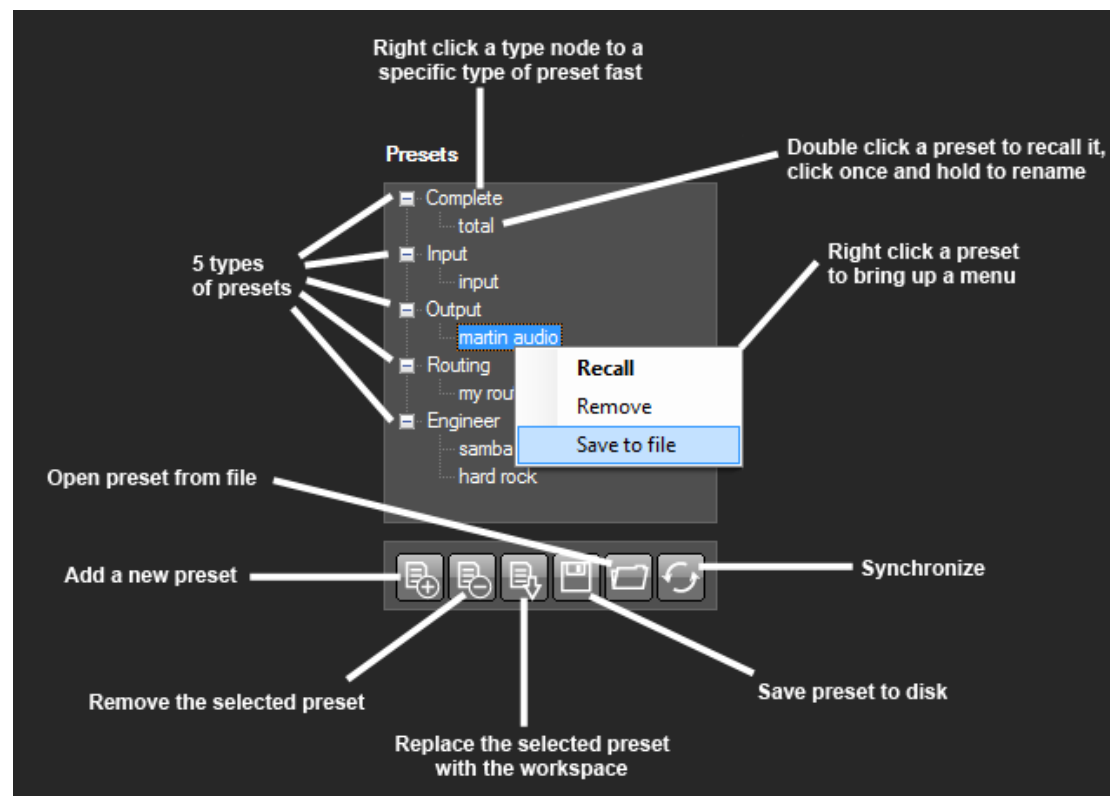 Right click a type node to a
specific type of preset fast
Presets
Double click a preset to recall it,
click once and hold to rename
Complete
total
Input
input
Output
martin audio
Routing
my rou
Engineer
samba
hard rock
5 types
of presets
Right click a preset
to bring up a menu
Recall
Remove
Save to file
Open preset from file
Add a new preset
Synchronize
Remove the selected preset
Save preset to disk
Replace the selected preset
with the workspace